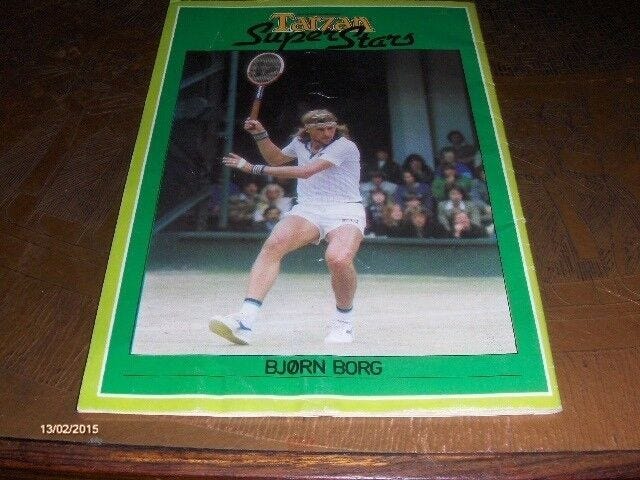 Tarzan
Super Stars
BJØRN BORG
13/02/2015